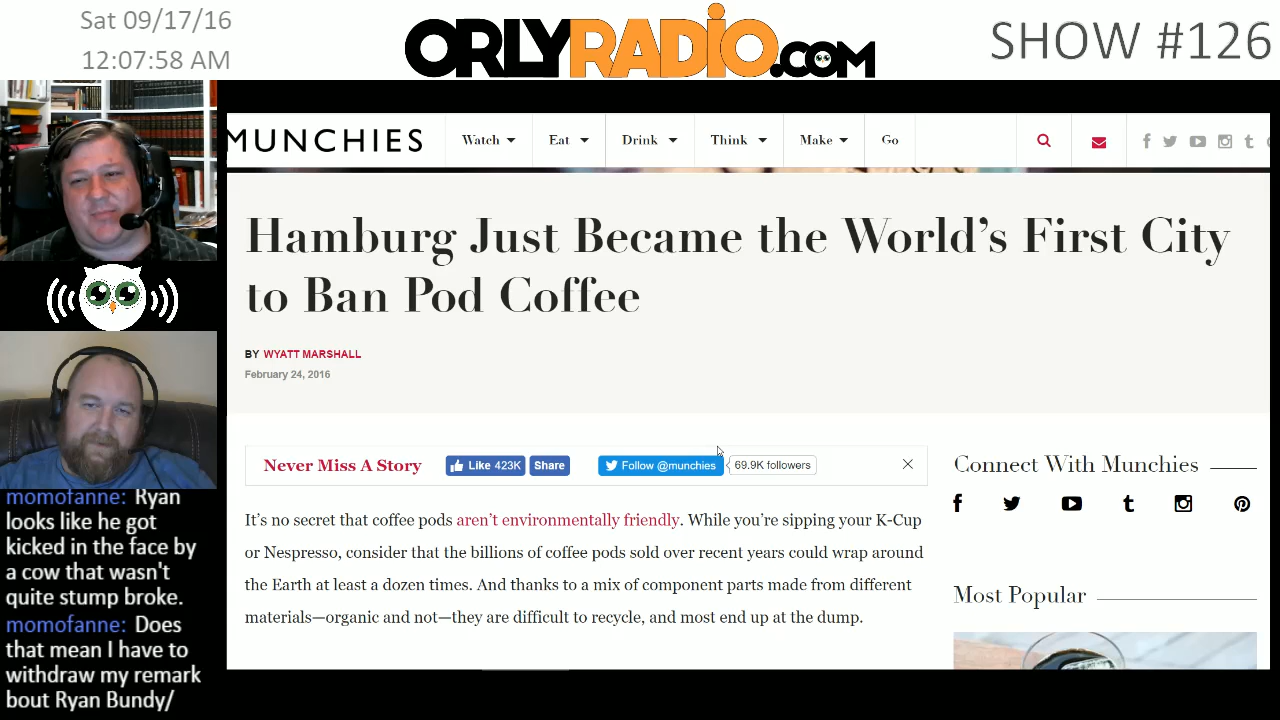 Sat 09/17/16
12:07:58 AM
ORLYRADIO.COM
SHOW #126
MUNCHIES
Watch
Eat
Drink
Think
Make
Go
Hamburg Just Became the World's First City
to Ban Pod Coffee
BY WYATT MARSHALL
February 24, 2016
Never Miss A Story
Like 423K
Share
Follow @munchies
69.9K followers
It's no secret that coffee pods aren't environmentally friendly. While you're sipping your K-Cup
or Nespresso, consider that the billions of coffee pods sold over recent years could wrap around
the Earth at least a dozen times. And thanks to a mix of component parts made from different
materials—organic and not—they are difficult to recycle, and most end up at the dump.
Connect With Munchies
Most Popular
momofanne: Ryan
looks like he got
kicked in the face by
a cow that wasn't
quite stump broke.
momofanne: Does
that mean I have to
withdraw my remark
bout Ryan Bundy/